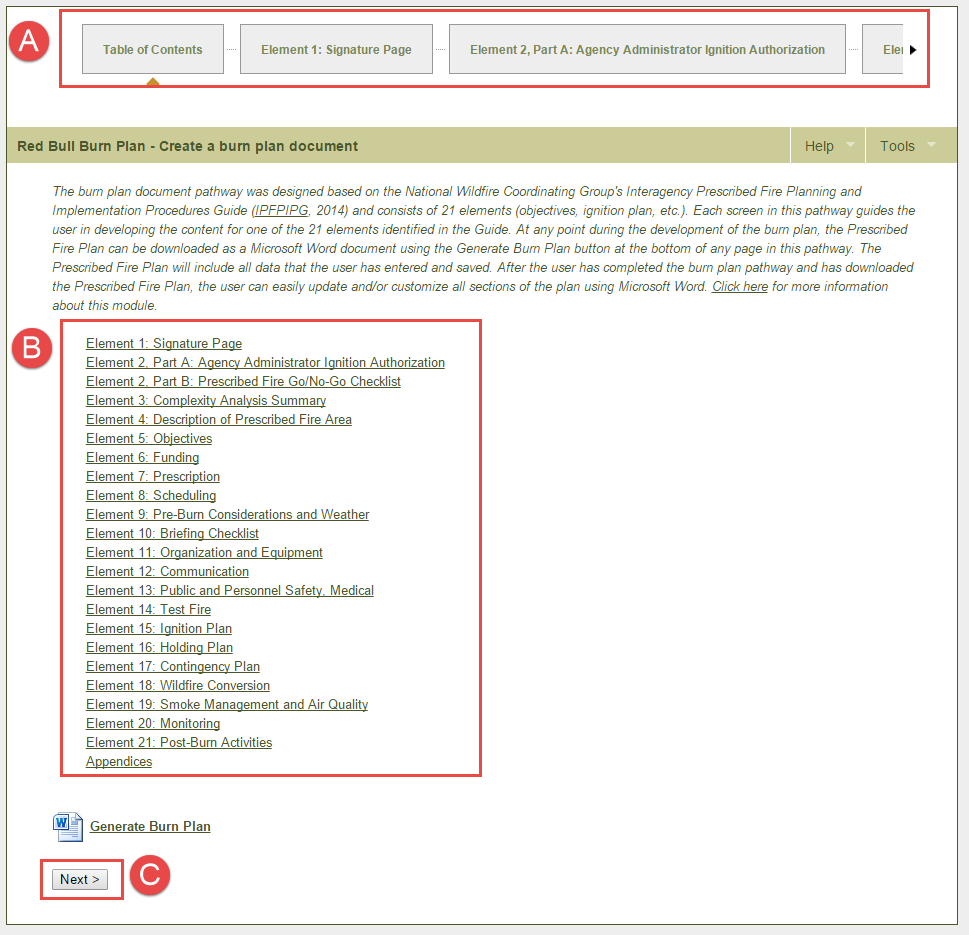 A
Table of Contents
Element 1: Signature Page
Element 2, Part A: Agency Administrator Ignition Authorization
Ele
Red Bull Burn Plan - Create a burn plan document
Help
Tools
The burn plan document pathway was designed based on the National Wildfire Coordinating Group's Interagency Prescribed Fire Planning and
Implementation Procedures Guide (IPFPIPG, 2014) and consists of 21 elements (objectives, ignition plan, etc.). Each screen in this pathway guides the
user in developing the content for one of the 21 elements identified in the Guide. At any point during the development of the burn plan, the Prescribed
Fire Plan can be downloaded as a Microsoft Word document using the Generate Burn Plan button at the bottom of any page in this pathway. The
Prescribed Fire Plan will include all data that the user has entered and saved. After the user has completed the burn plan pathway and has downloaded
the Prescribed Fire Plan, the user can easily update and/or customize all sections of the plan using Microsoft Word. Click here for more information
about this module.
B
Element 1: Signature Page
Element 2, Part A: Agency Administrator Ignition Authorization
Element 2, Part B: Prescribed Fire Go/No-Go Checklist
Element 3: Complexity Analysis Summary
Element 4: Description of Prescribed Fire Area
Element 5: Objectives
Element 6: Funding
Element 7: Prescription
Element 8: Scheduling
Element 9: Pre-Burn Considerations and Weather
Element 10: Briefing Checklist
Element 11: Organization and Equipment
Element 12: Communication
Element 13: Public and Personnel Safety, Medical
Element 14: Test Fire
Element 15: Ignition Plan
Element 16: Holding Plan
Element 17: Contingency Plan
Element 18: Wildfire Conversion
Element 19: Smoke Management and Air Quality
Element 20: Monitoring
Element 21: Post-Burn Activities
Appendices
W
Generate Burn Plan
Next >
C